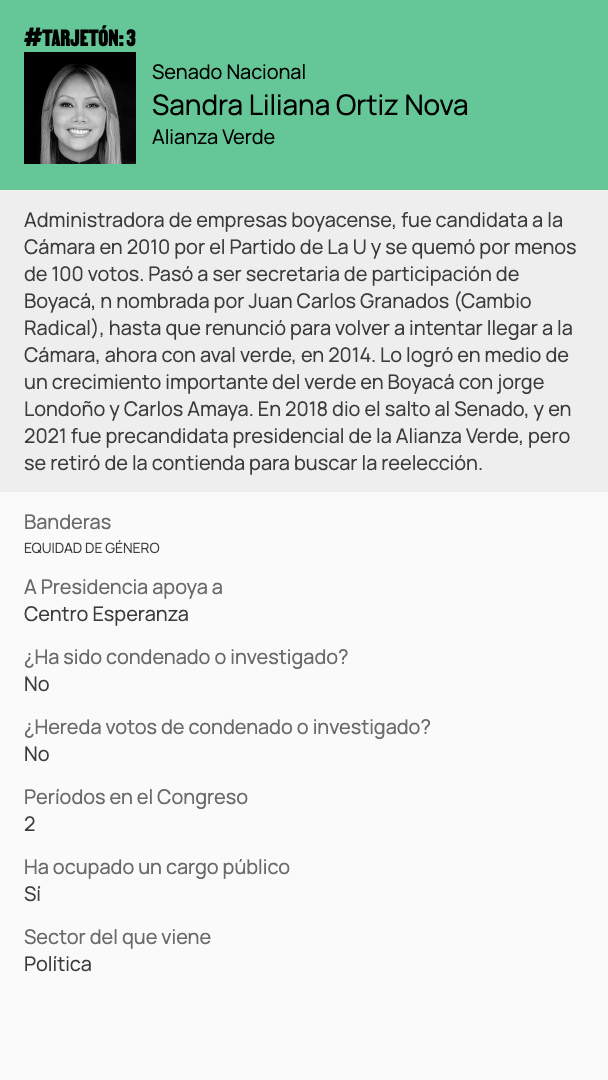 #TARJETÓN: 3
Senado Nacional
Sandra Liliana Ortiz Nova
Alianza Verde
Administradora de empresas boyacense, fue candidata a la
Cámara en 2010 por el Partido de La U y se quemó por menos
de 100 votos. Pasó a ser secretaria de participación de
Boyacá, n nombrada por Juan Carlos Granados (Cambio
Radical), hasta que renunció para volver a intentar llegar a la
Cámara, ahora con aval verde, en 2014. Lo logró en medio de
un crecimiento importante del verde en Boyacá con jorge
Londoño y Carlos Amaya. En 2018 dio el salto al Senado, y en
2021 fue precandidata presidencial de la Alianza Verde, pero
se retiró de la contienda para buscar la reelección.
Banderas
EQUIDAD DE GÉNERO
A Presidencia apoya a
Centro Esperanza
¿Ha sido condenado o investigado?
No
¿Hereda votos de condenado o investigado?
No
Períodos en el Congreso
2
Ha ocupado un cargo público
Sí
Sector del que viene
Política